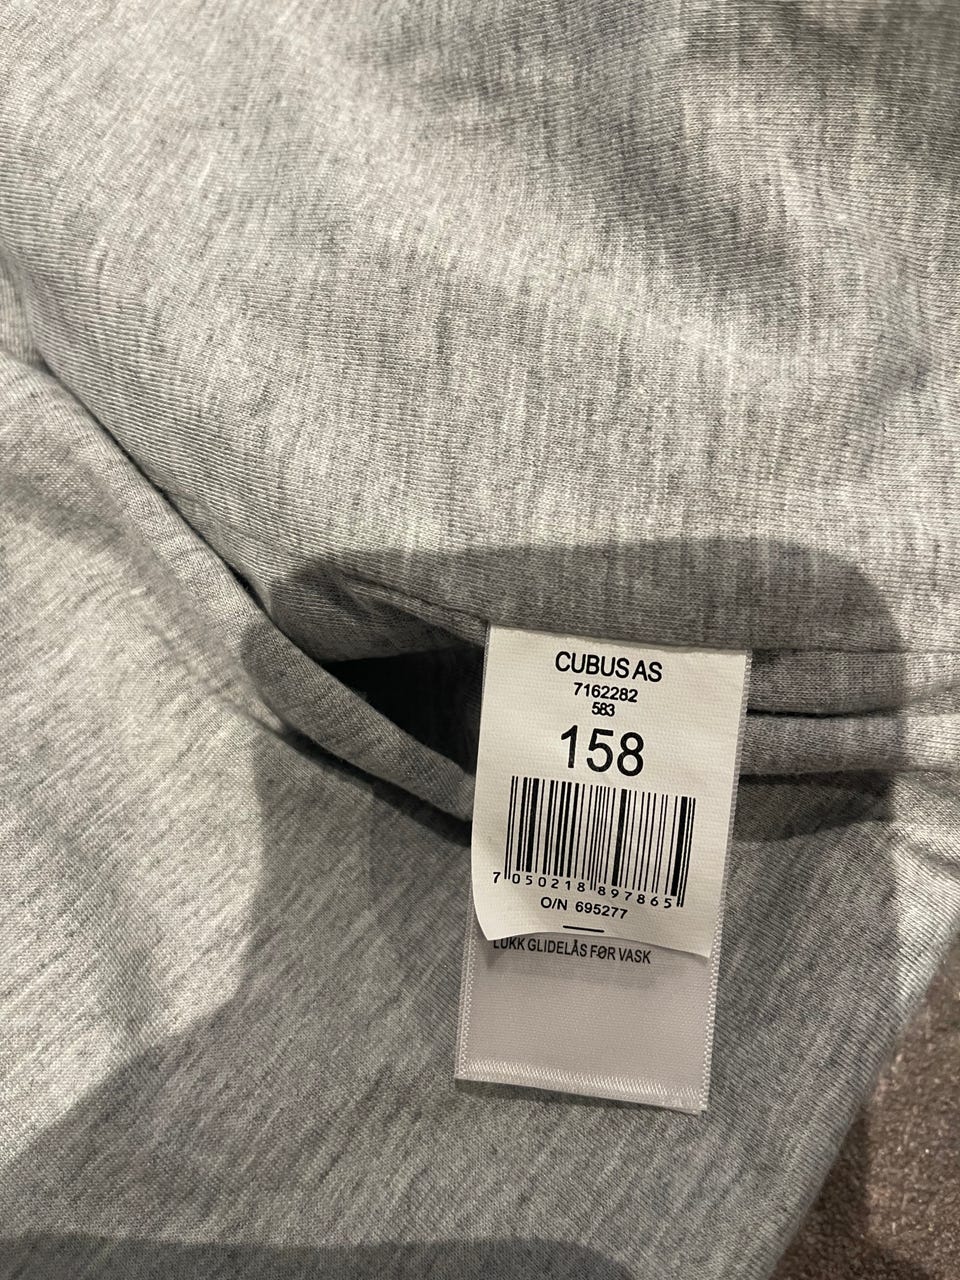 CUBUS AS
7162282
583
158
7 050218 897865
O/N 695277
LUKK GLIDELÅS FØR VASK